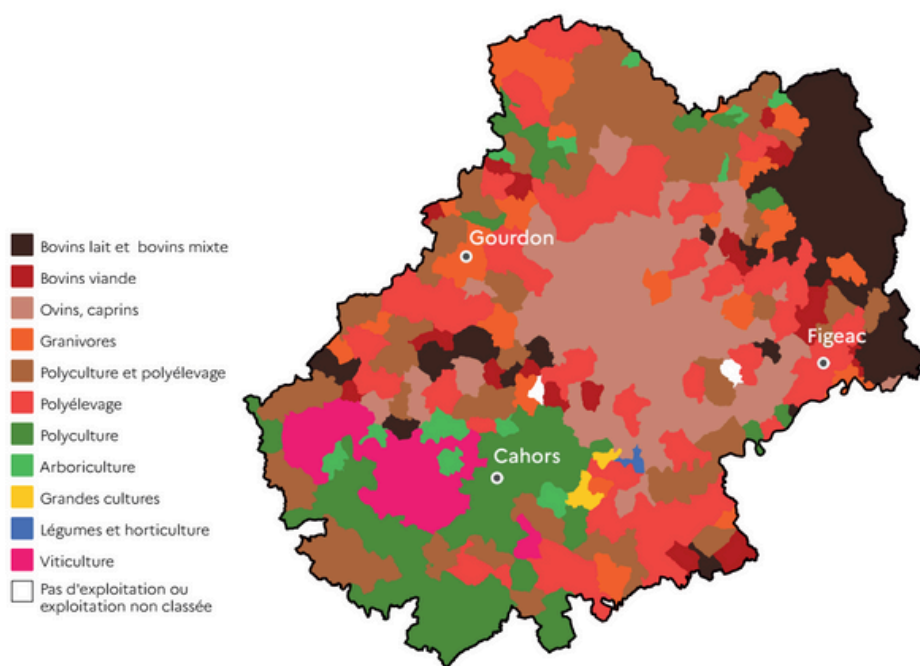 Bovins lait et bovins mixte
Bovins viande
Ovins, caprins
Granivores
Polyculture et polyélevage
Polyélevage
Polyculture
Arboriculture
Grandes cultures
Légumes et horticulture
Viticulture
Pas d'exploitation ou
exploitation non classée
Gourdon
Figeac
Cahors